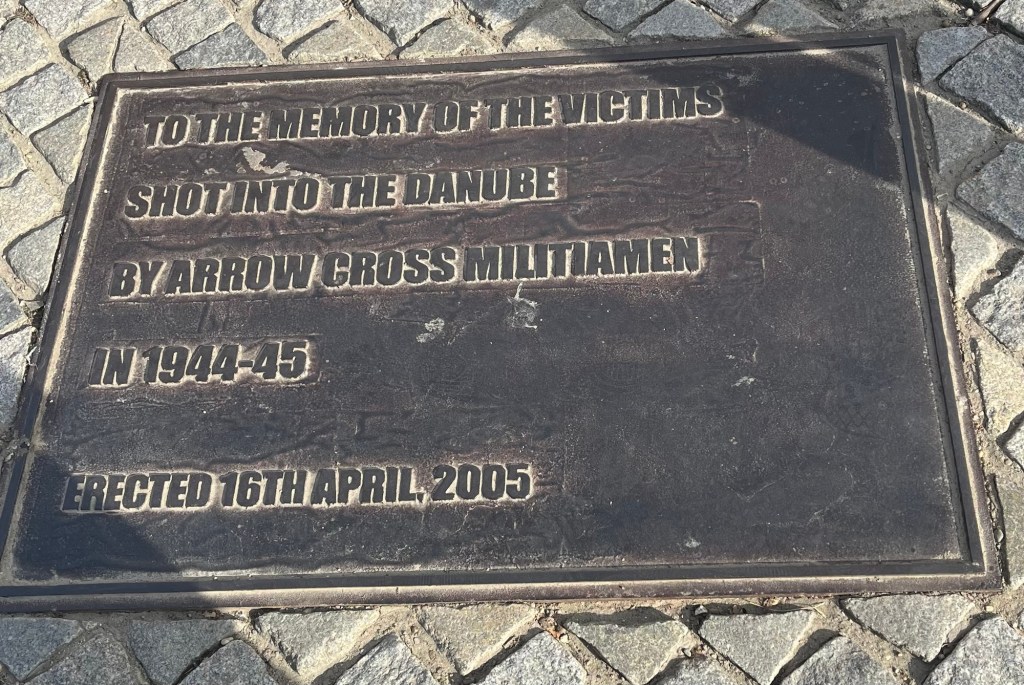 TO THE MEMORY OF THE VICTIMS
SHOT INTO THE DANUBE
BY ARROW CROSS MILITIAMEN
IN 1944-45
ERECTED 16TH APRIL, 2005